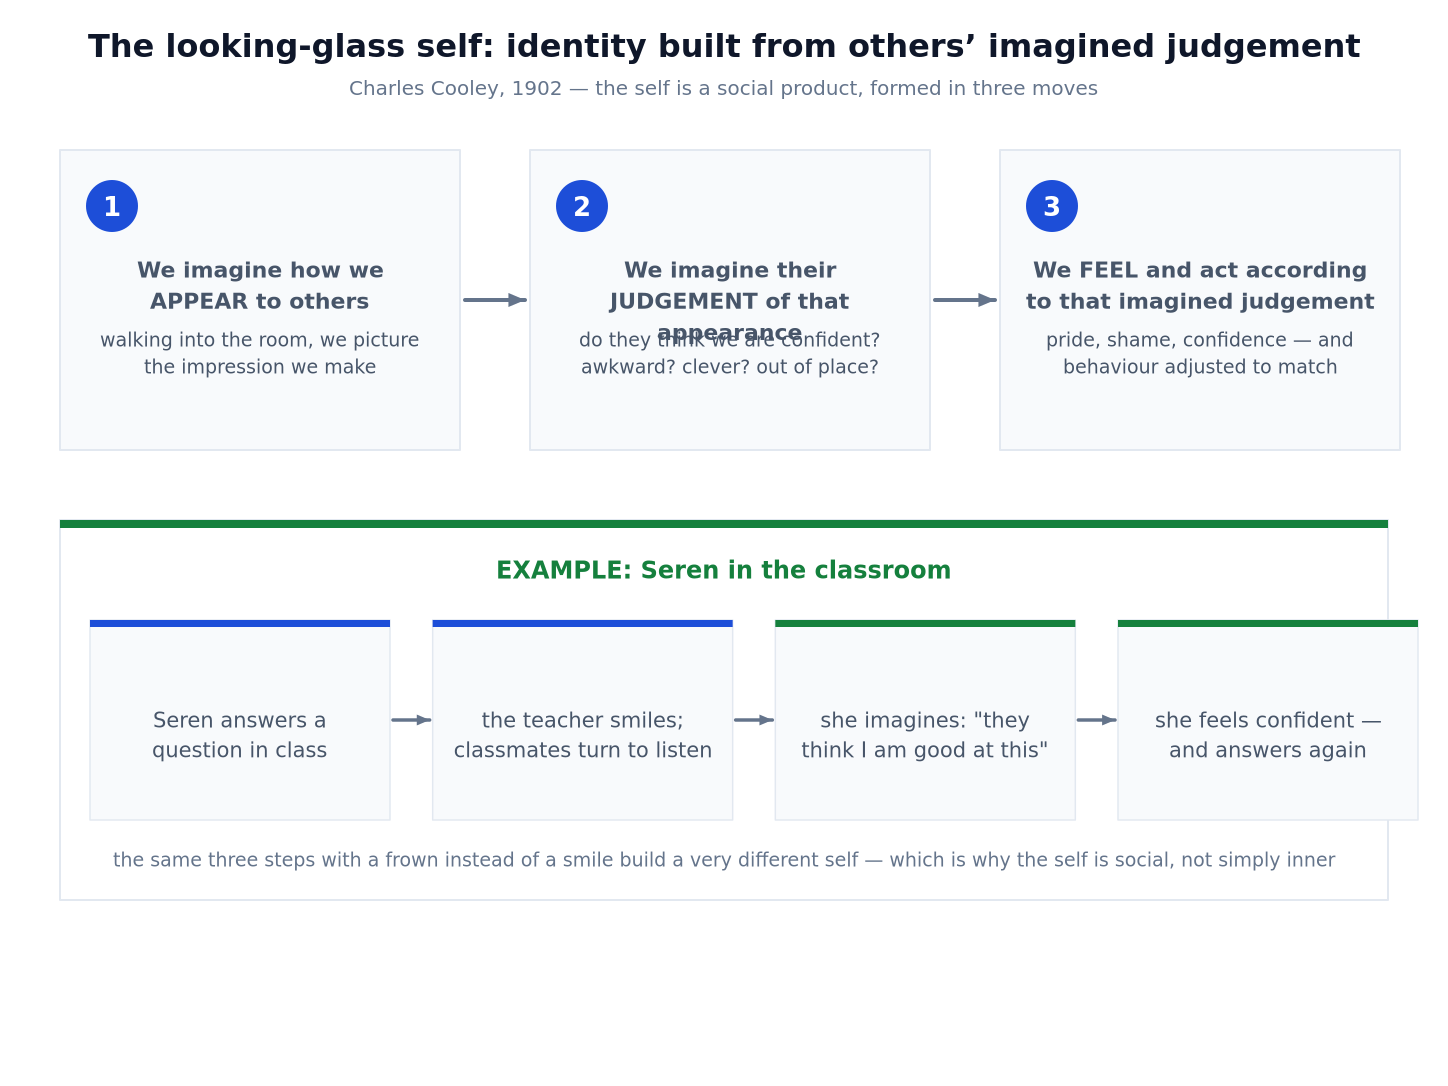 The looking-glass self: identity built from others’ imagined judgement
Charles Cooley, 1902 — the self is a social product, formed in three moves
1
We imagine how we
APPEAR to others
walking into the room, we picture
the impression we make
2
We imagine their
JUDGEMENT of that
appearance
do they think we are confident?
awkward? clever? out of place?
3
We FEEL and act according
to that imagined judgement
pride, shame, confidence — and
behaviour adjusted to match
EXAMPLE: Seren in the classroom
Seren answers a
question in class
the teacher smiles;
classmates turn to listen
she imagines: "they
think I am good at this"
she feels confident —
and answers again
the same three steps with a frown instead of a smile build a very different self — which is why the self is social, not simply inner